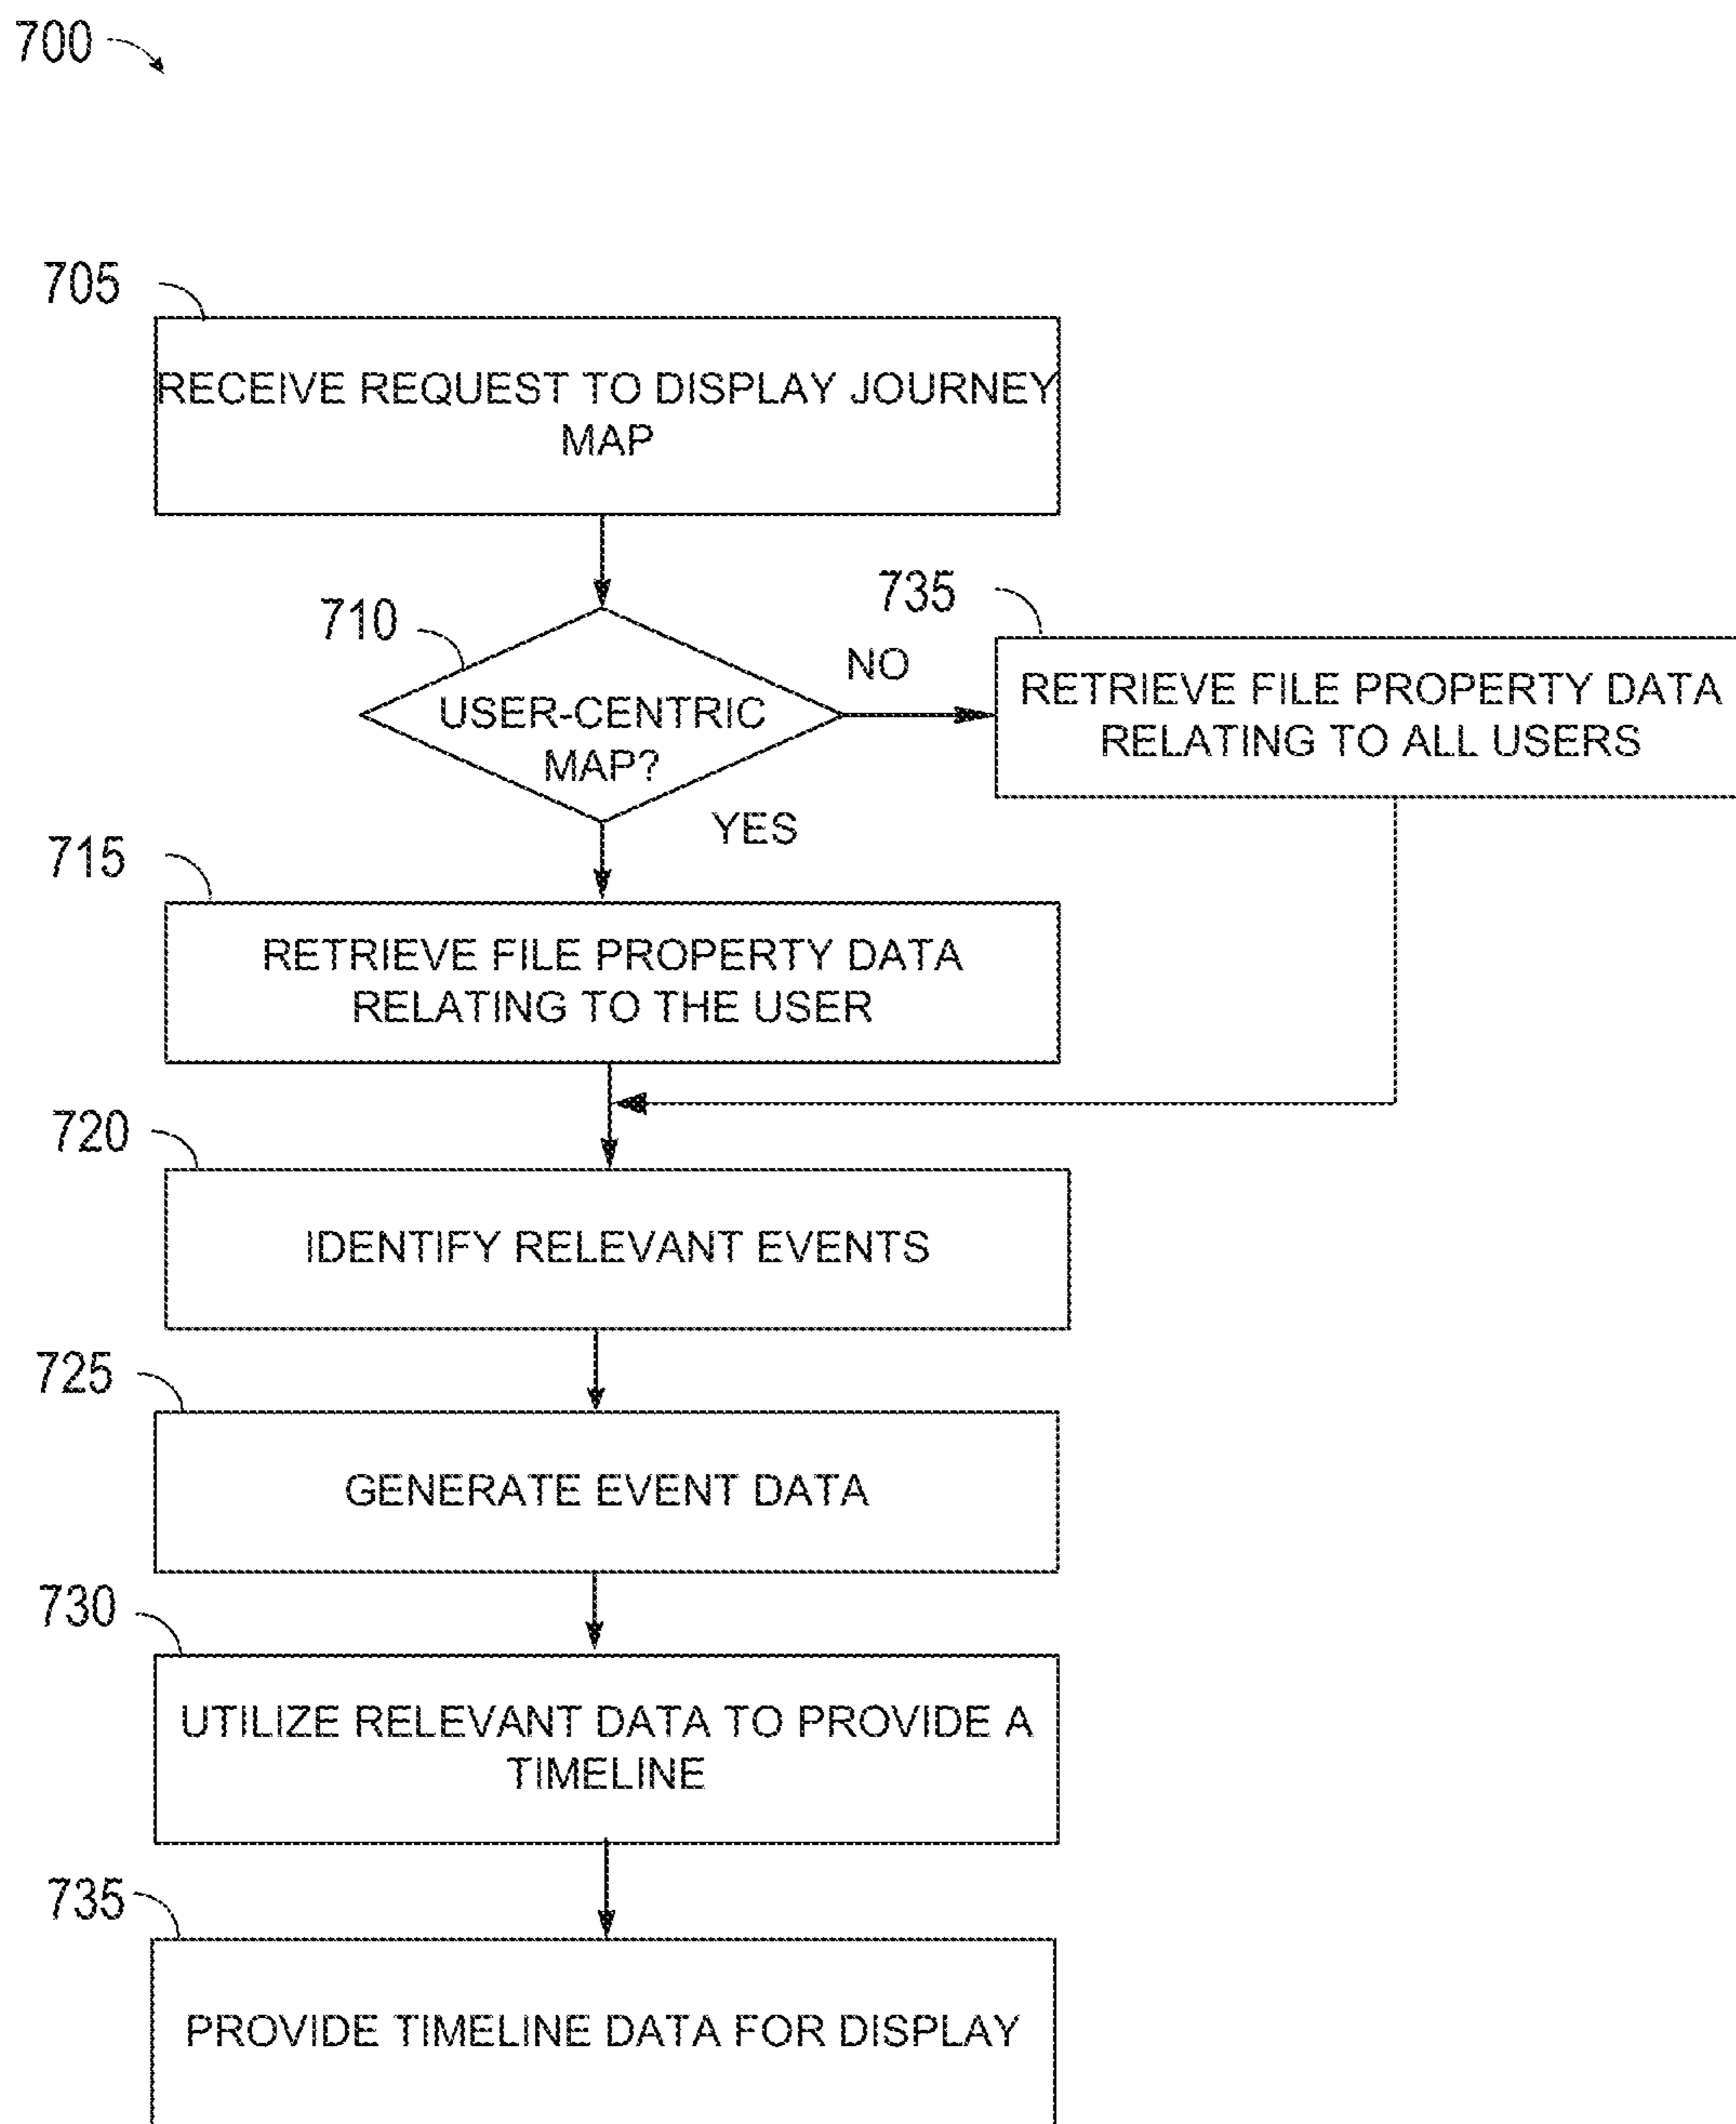 700
705
RECEIVE REQUEST TO DISPLAY JOURNEY
MAP
710
USER-CENTRIC
MAP?
NO
735
RETRIEVE FILE PROPERTY DATA
RELATING TO ALL USERS
YES
715
RETRIEVE FILE PROPERTY DATA
RELATING TO THE USER
720
IDENTIFY RELEVANT EVENTS
725
GENERATE EVENT DATA
730
UTILIZE RELEVANT DATA TO PROVIDE A
TIMELINE
735
PROVIDE TIMELINE DATA FOR DISPLAY